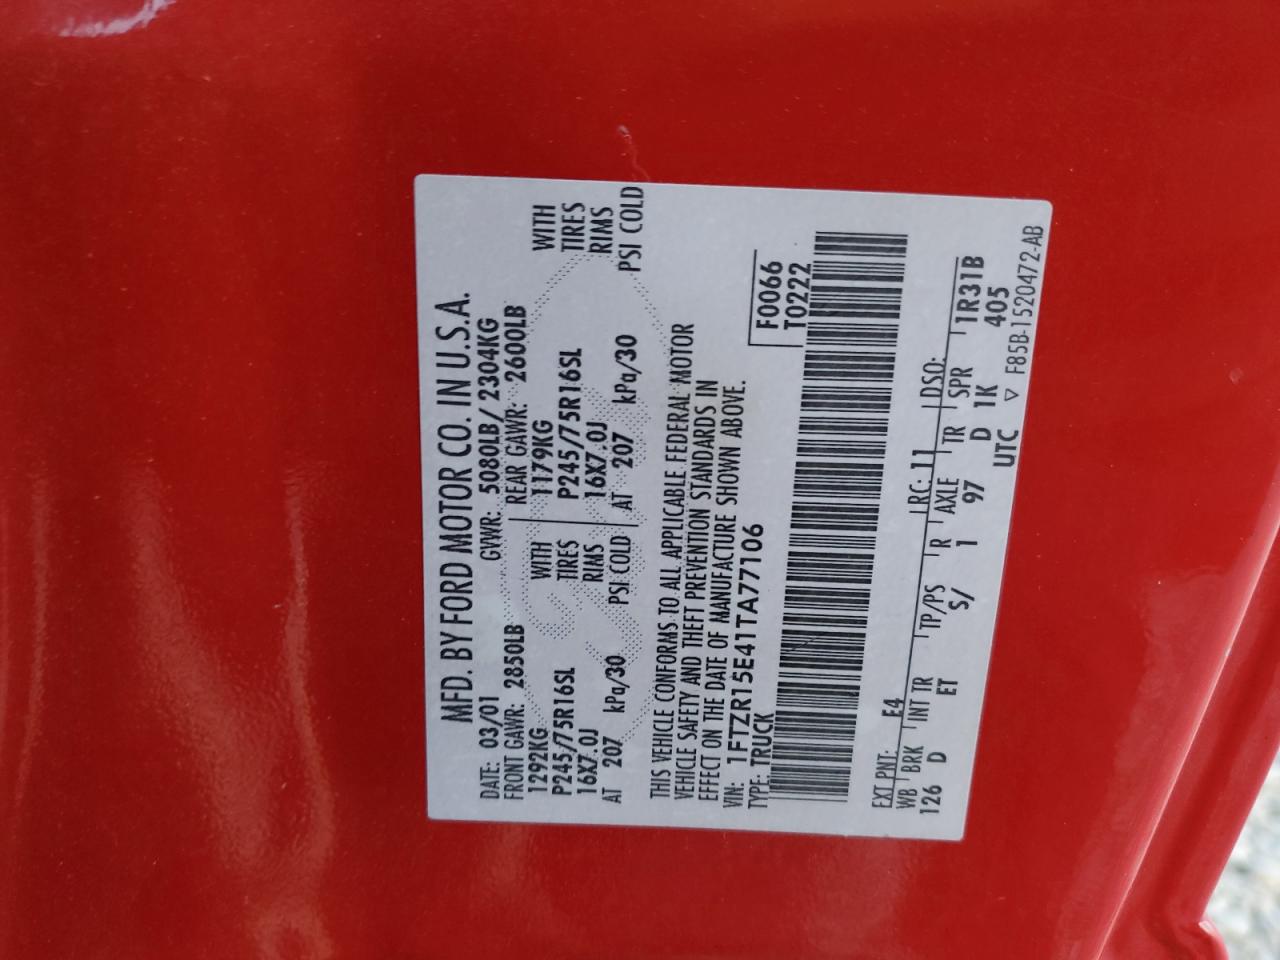 MFD. BY FORD MOTOR CO. IN U.S.A.
DATE: 03/01 GVWR: 5080LB/ 2304KG
FRONT GAWR: 2850LB REAR GAWR: 2600LB
1292KG WITH 1179KG WITH
P245/75R16SL TIRES P245/75R16SL TIRES
16X7.0J RIMS 16X7.0J RIMS
AT 207 kPa/30 PSI COLD AT 207 kPa/30 PSI COLD
THIS VEHICLE CONFORMS TO ALL APPLICABLE FEDERAL MOTOR
VEHICLE SAFETY AND THEFT PREVENTION STANDARDS IN
EFFECT ON THE DATE OF MANUFACTURE SHOWN ABOVE.
VIN: 1FTZR15E41TA77106 F0066
TYPE: TRUCK T0222
EXT PNT: E4 RC: 11 DSO:
WB BRK INT TR TP/PS R AXLE TR SPR 1R31B
126 D ET S/ 1 97 D 1K 405
UTC ▽ F85B-1520472-AB